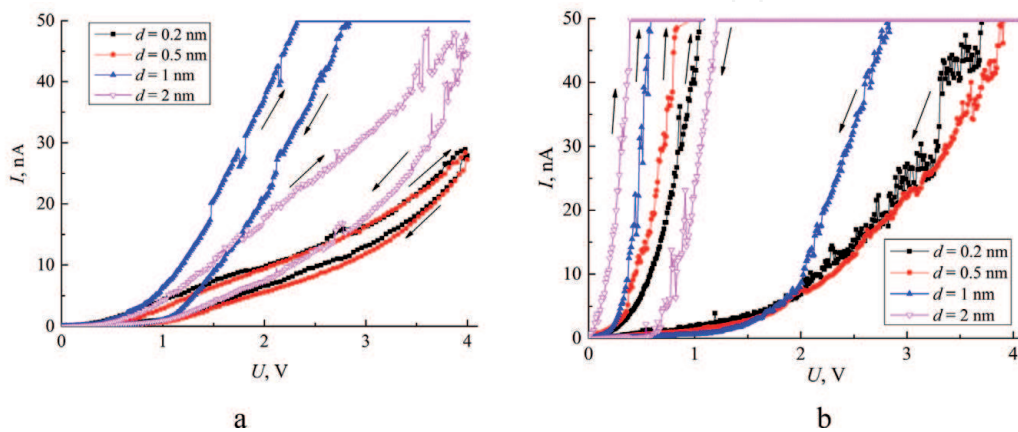 50
40
30
20
10
0
I, nA
d = 0.2 nm
d = 0.5 nm
d = 1 nm
d = 2 nm
0 1 2 3 4
U, V
a
50
40
30
20
10
0
I, nA
d = 0.2 nm
d = 0.5 nm
d = 1 nm
d = 2 nm
0 1 2 3 4
U, V
b